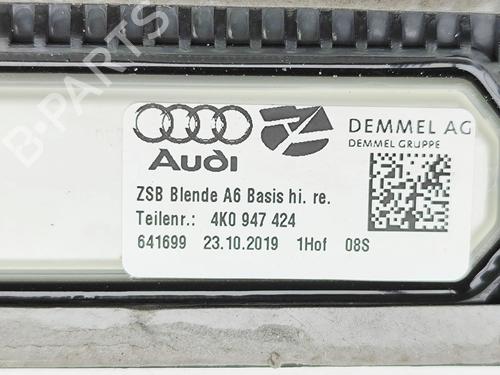 B-PARTS
Audi
DEMMEL AG
DEMMEL GRUPPE
ZSB Blende A6 Basis hi. re.
Teilenr.: 4K0 947 424
641699 23.10.2019 1Hof 08S